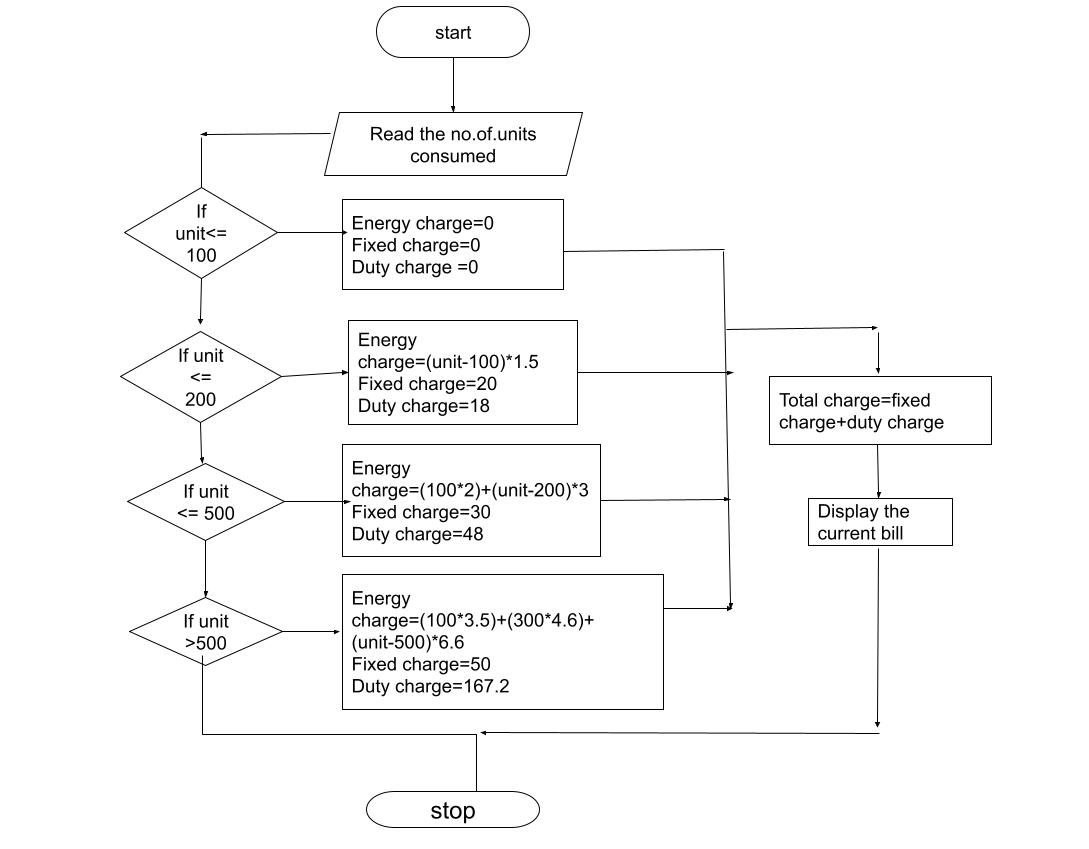 start
Read the no.of.units
consumed
If
unit<=
100
Energy charge=0
Fixed charge=0
Duty charge =0
If unit
<=
200
Energy
charge=(unit-100)*1.5
Fixed charge=20
Duty charge=18
Total charge=fixed
charge+duty charge
If unit
<= 500
Energy
charge=(100*2)+(unit-200)*3
Fixed charge=30
Duty charge=48
Display the
current bill
If unit
>500
Energy
charge=(100*3.5)+(300*4.6)+
(unit-500)*6.6
Fixed charge=50
Duty charge=167.2
stop